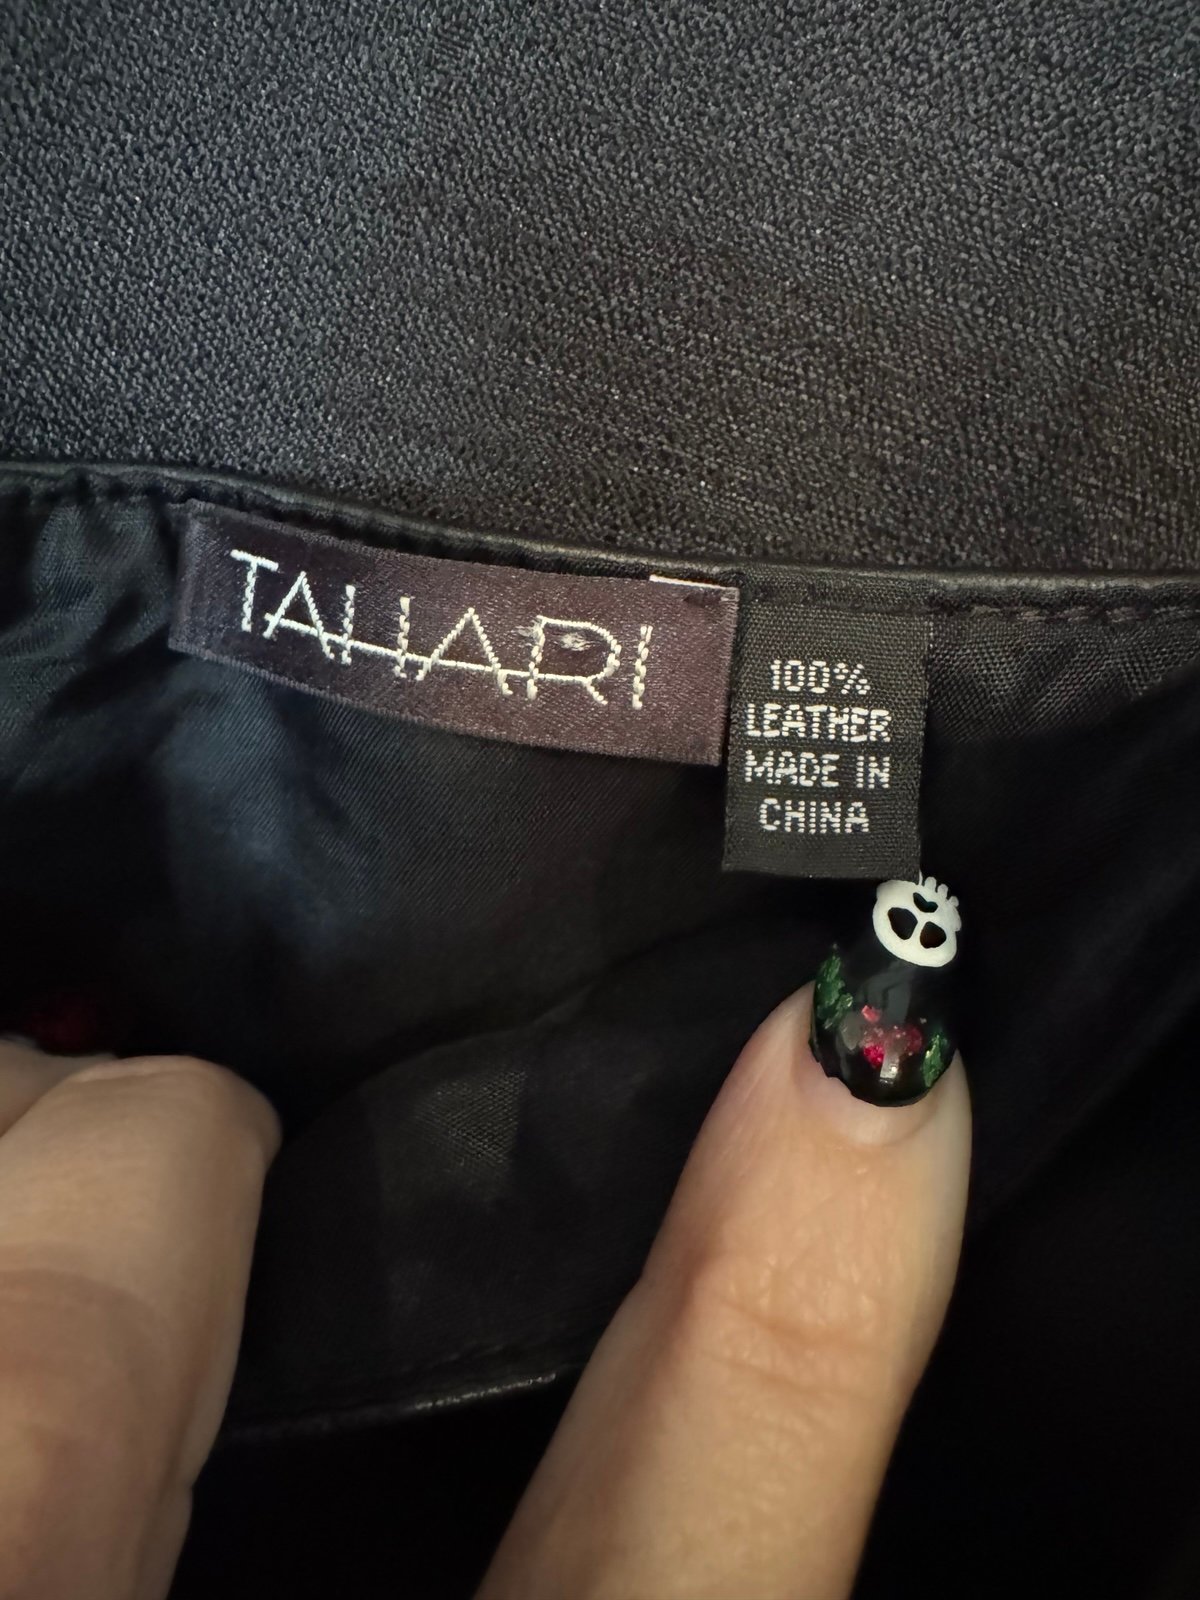 TAHARI
100%
LEATHER
MADE IN
CHINA